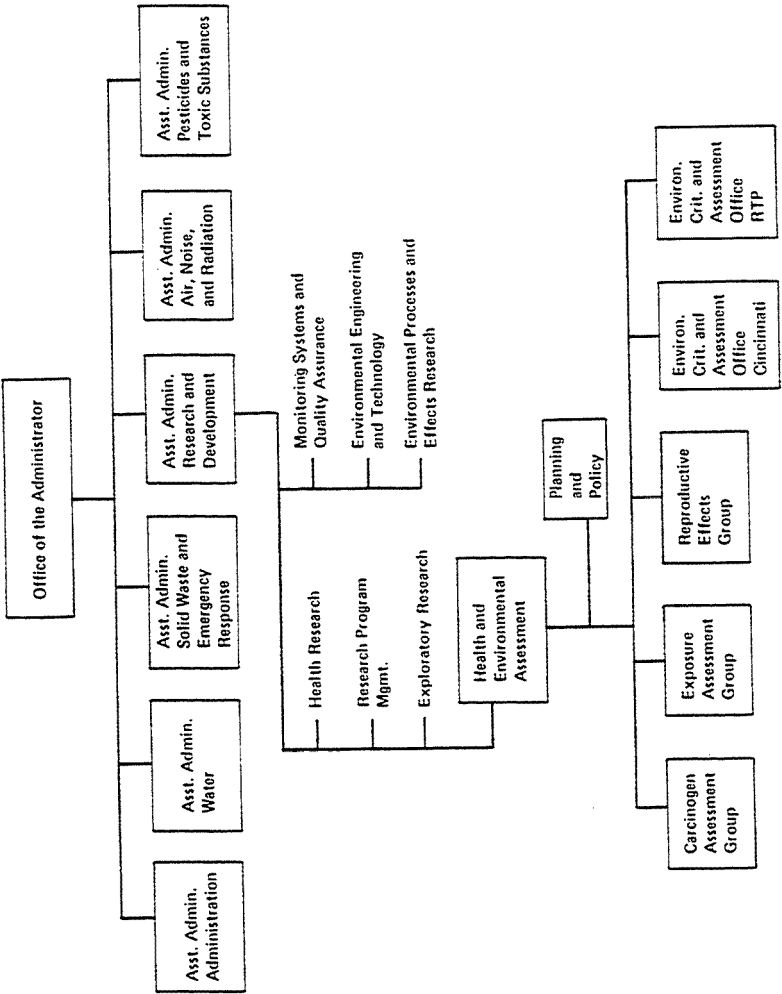 Office of the Administrator
Asst. Admin.
Administration
Asst. Admin.
Water
Asst. Admin.
Solid Waste and
Emergency
Response
Asst. Admin.
Research and
Development
Asst. Admin.
Air, Noise,
and Radiation
Asst. Admin.
Pesticides and
Toxic Substances
Health Research
Research Program
Mgmt.
Exploratory Research
Monitoring Systems and
Quality Assurance
Environmental Engineering
and Technology
Environmental Processes and
Effects Research
Health and
Environmental
Assessment
Planning
and
Policy
Carcinogen
Assessment
Group
Exposure
Assessment
Group
Reproductive
Effects
Group
Environ.
Crit. and
Assessment
Office
Cincinnati
Environ.
Crit. and
Assessment
Office
RTP